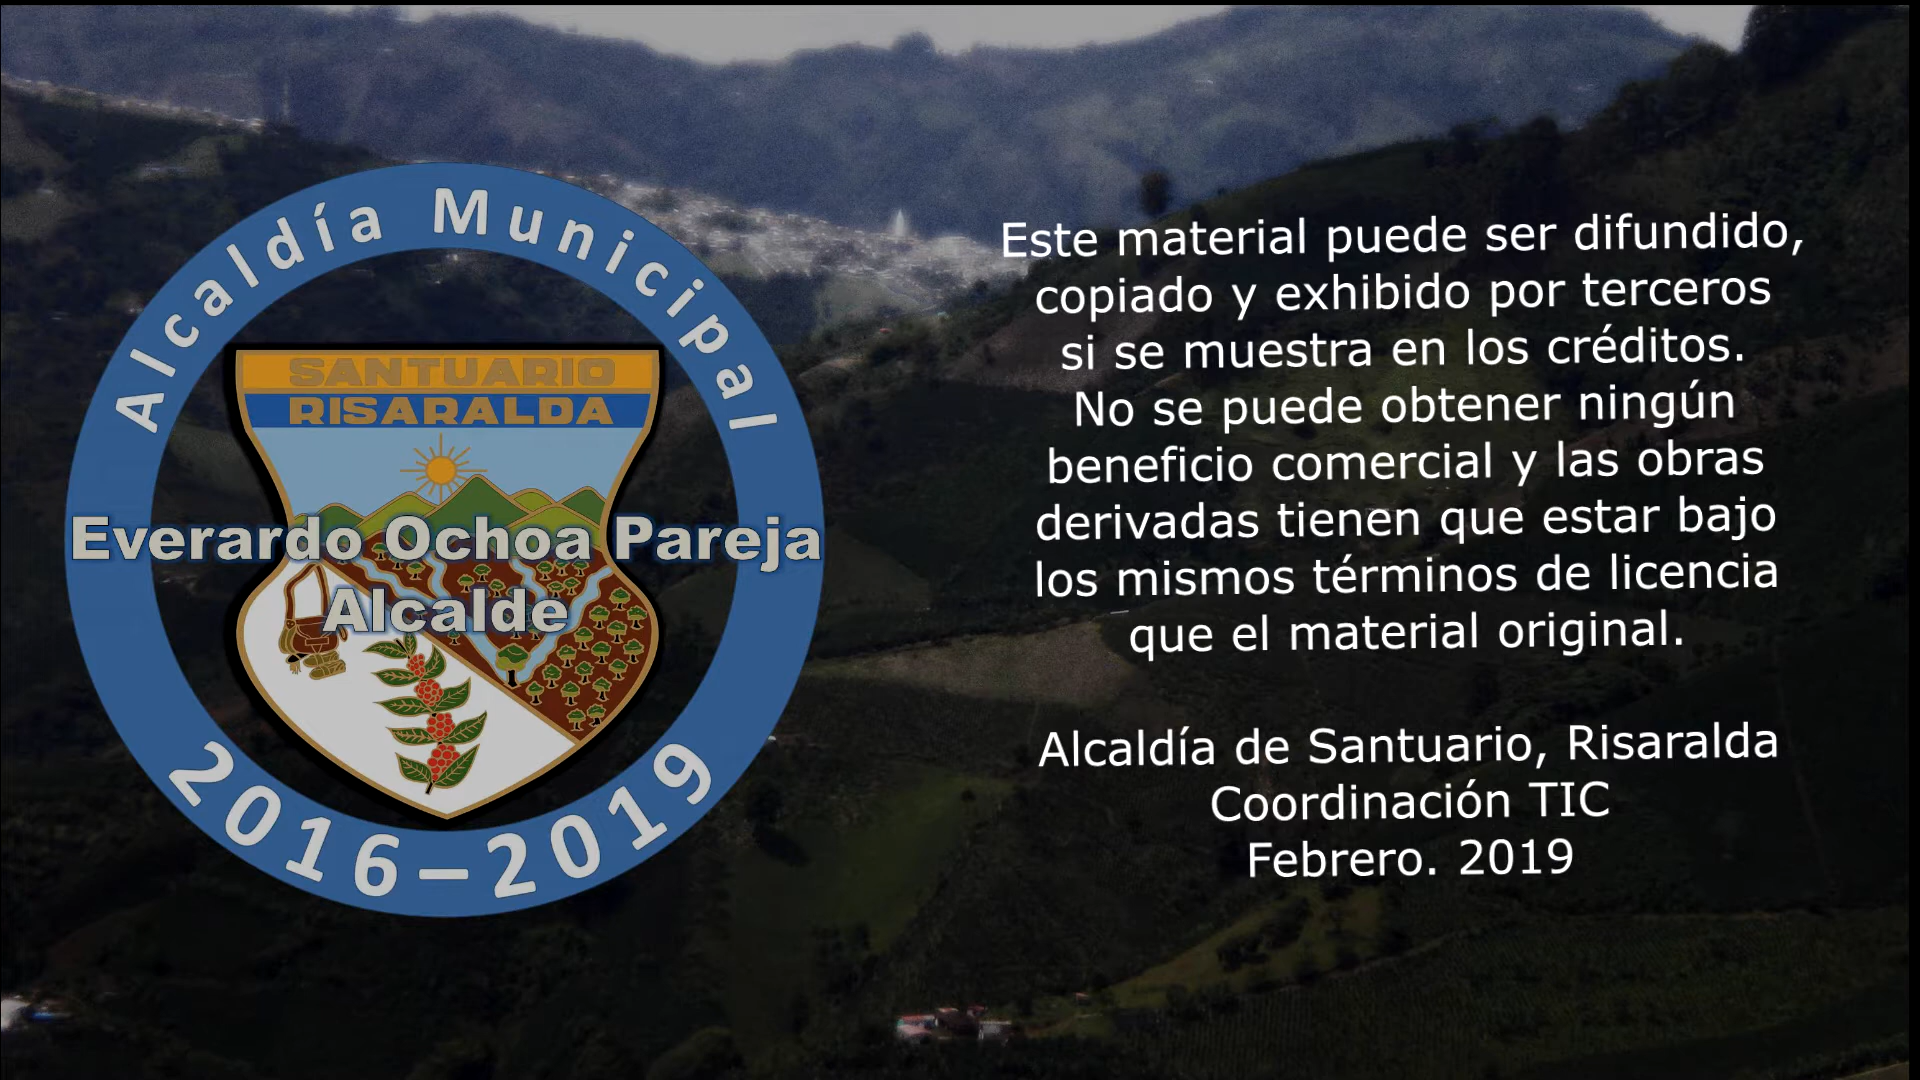 Alcaldía Municipal
SANTUARIO
RISARALDA
Everardo Ochoa Pareja
Alcalde
2016–2019
Este material puede ser difundido,
copiado y exhibido por terceros
si se muestra en los créditos.
No se puede obtener ningún
beneficio comercial y las obras
derivadas tienen que estar bajo
los mismos términos de licencia
que el material original.
Alcaldía de Santuario, Risaralda
Coordinación TIC
Febrero. 2019